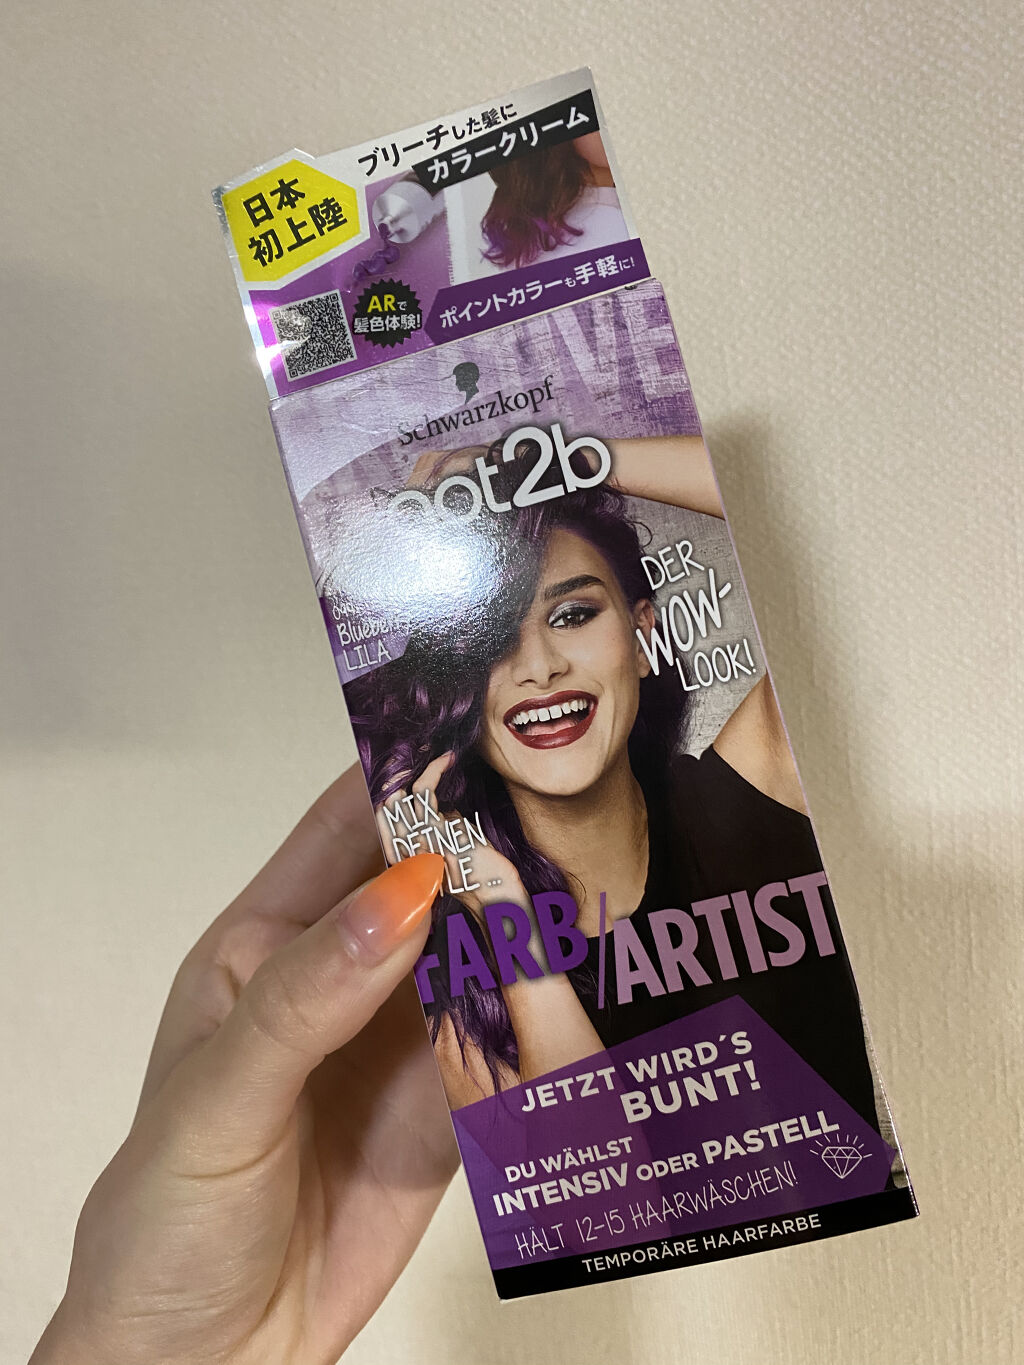 ブリーチした髪に
カラークリーム
日本
初上陸
ARで
髪色体験!
ポイントカラーも手軽に!
Schwarzkopf
got2b
LILA
DER
WOW-
LOOK!
MIX
DEINEN
FARB/ARTIST
JETZT WIRD´S
BUNT!
DU WÄHLST
INTENSIV ODER PASTELL
HÄLT 12-15 HAARWÄSCHEN!
TEMPORÄRE HAARFARBE